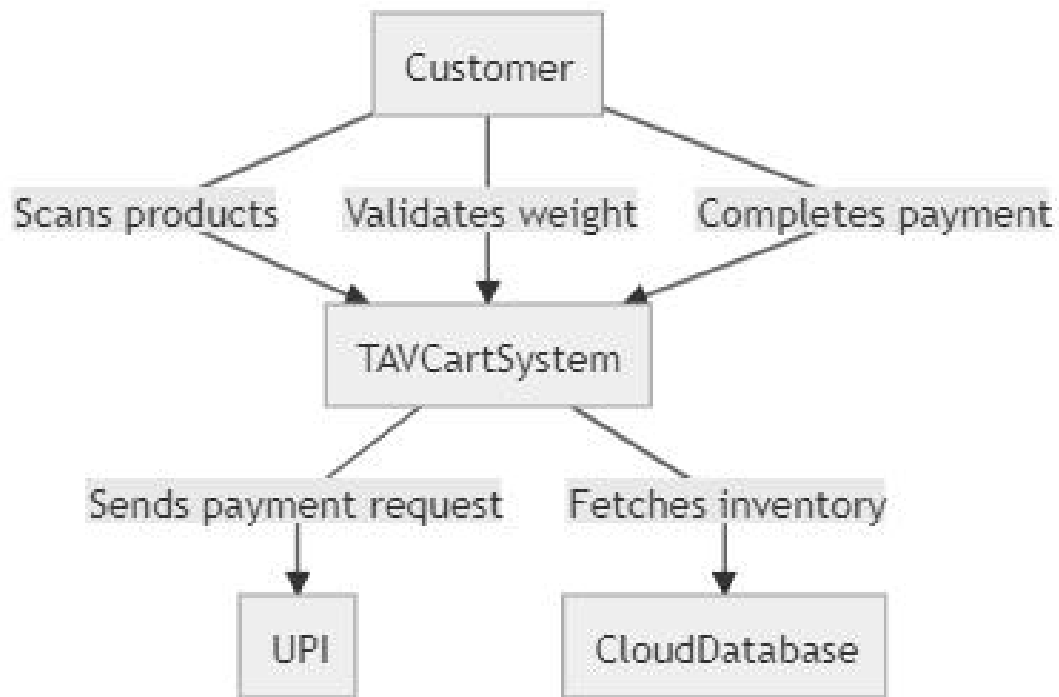 Customer
Scans products
Validates weight
Completes payment
TAVCartSystem
Sends payment request
Fetches inventory
UPI
CloudDatabase